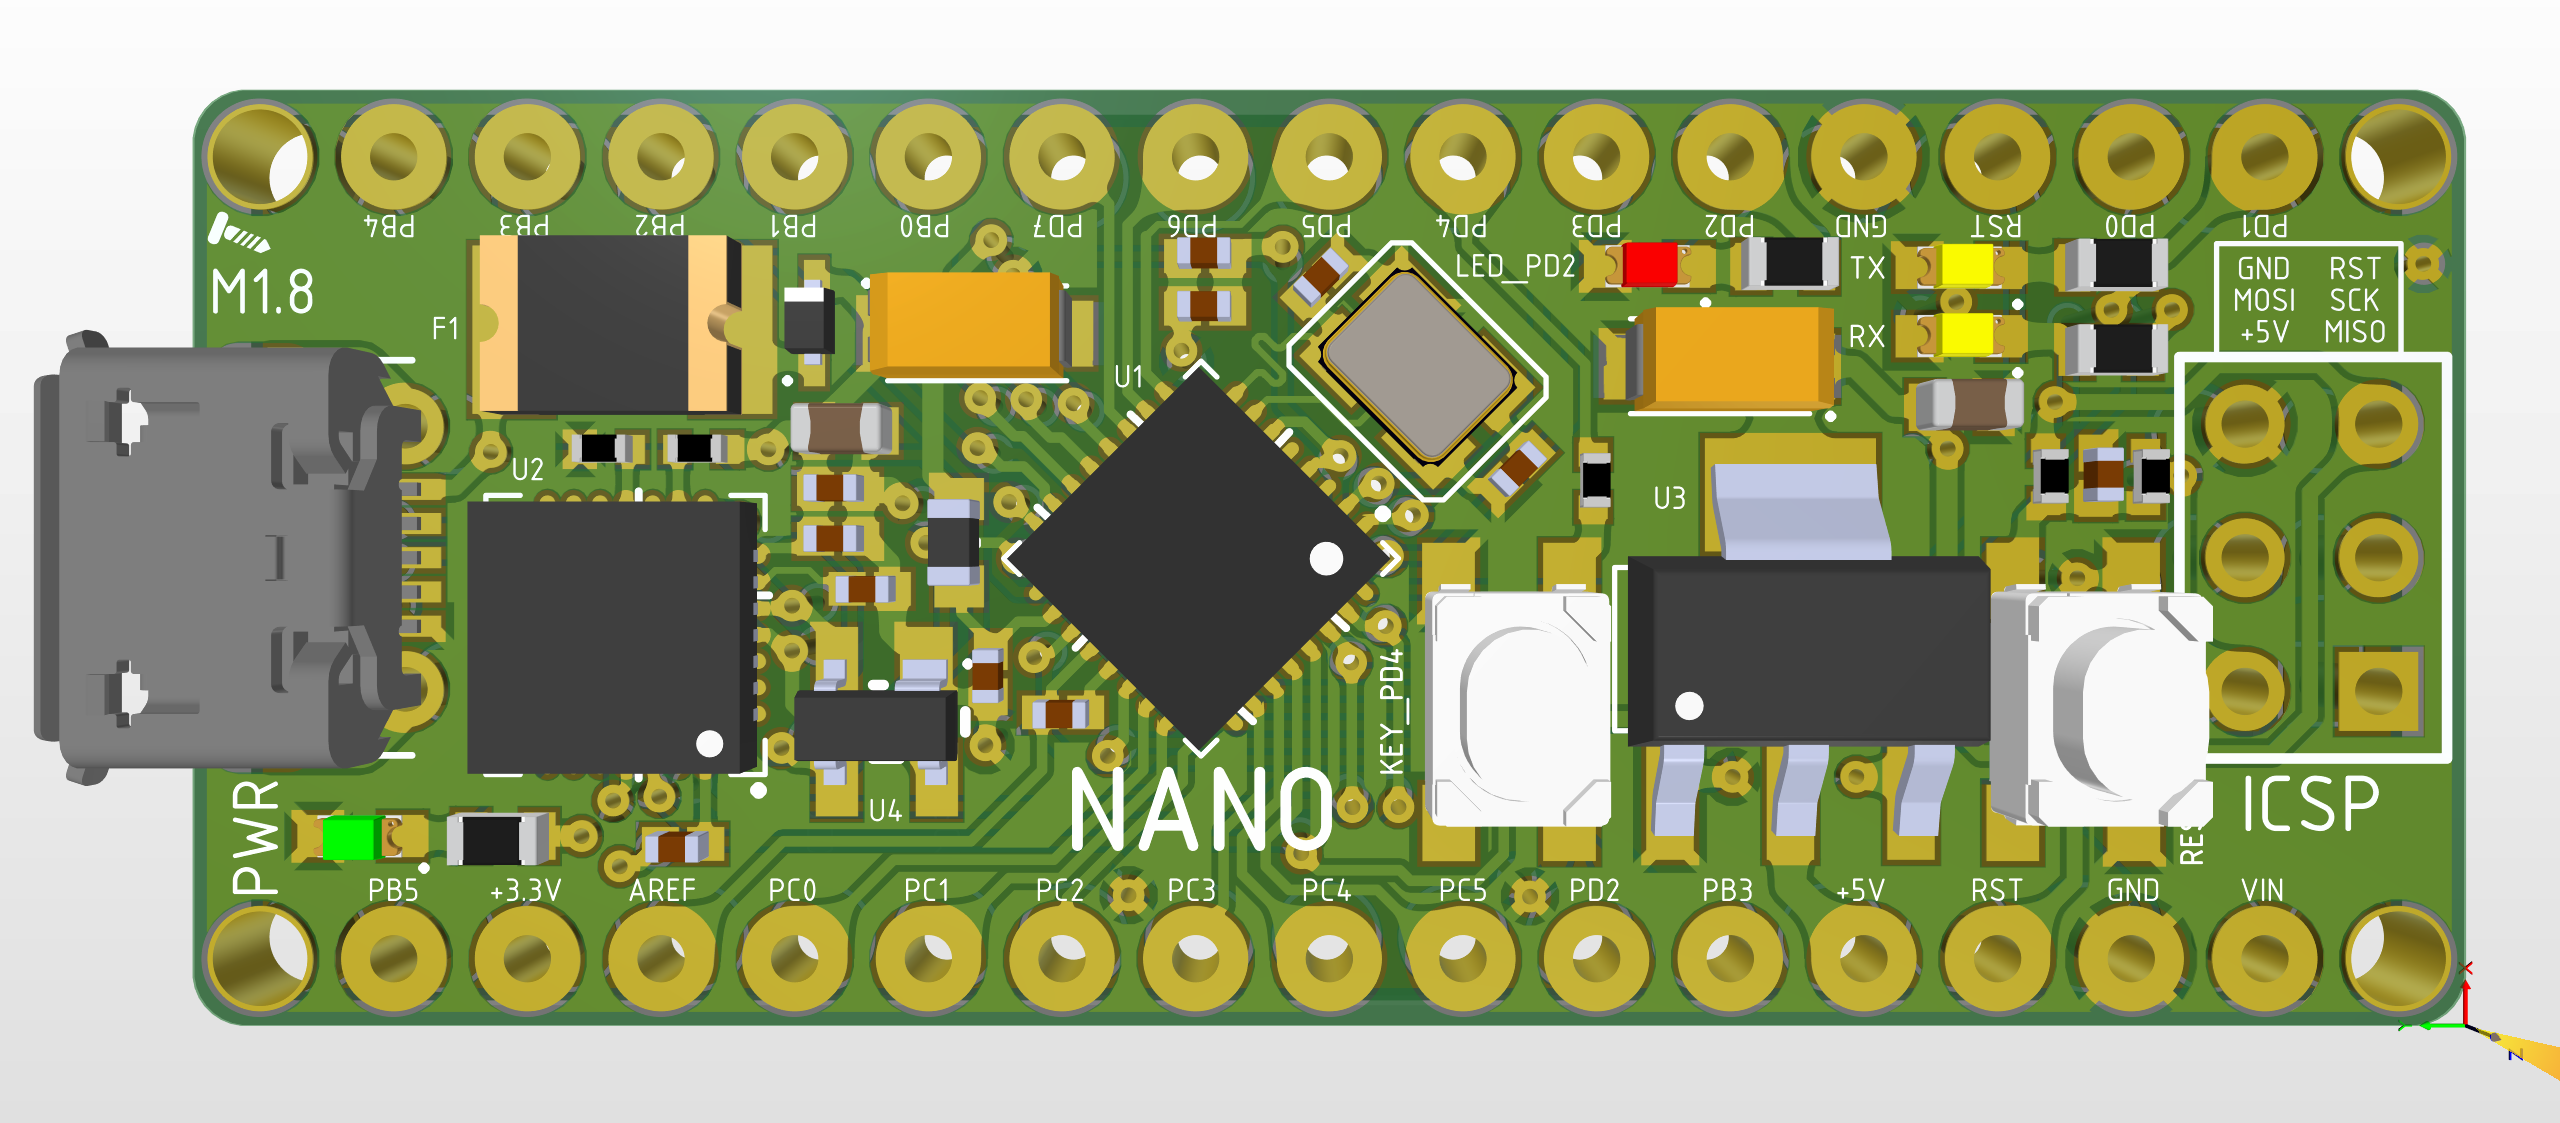 PB4 PB3 PB2 PB1 PB0 PD7 PD6 PD5 PD4 PD3 PD2 GND RST PD0 PD1
M1.8
F1
U1
LED_PD2
TX
RX
GND RST
MOSI SCK
+5V MISO
U2
U3
KEY_PD4
U4
NANO
ICSP
PWR
PB5 +3.3V AREF PC0 PC1 PC2 PC3 PC4 PC5 PD2 PB3 +5V RST GND VIN
X
Z